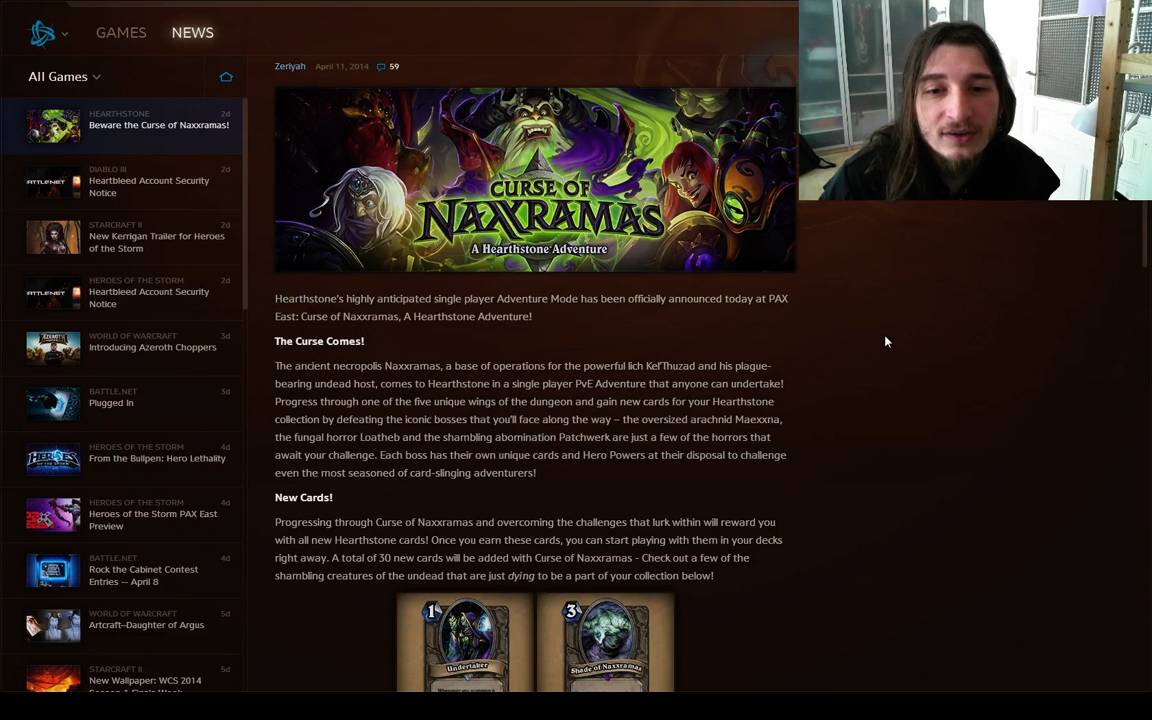 GAMES NEWS
All Games
HEARTHSTONE 2d
Beware the Curse of Naxxramas!
DIABLO III 2d
Heartbleed Account Security
Notice
STARCRAFT II 2d
New Kerrigan Trailer for Heroes
of the Storm
HEROES OF THE STORM 2d
Heartbleed Account Security
Notice
WORLD OF WARCRAFT 3d
Introducing Azeroth Choppers
BATTLE.NET 3d
Plugged In
HEROES OF THE STORM 4d
From the Bullpen: Hero Lethality
HEROES OF THE STORM 4d
Heroes of the Storm PAX East
Preview
BATTLE.NET 4d
Rock the Cabinet Contest
Entries -- April 8
WORLD OF WARCRAFT 5d
Artcraft—Daughter of Argus
STARCRAFT II 5d
New Wallpaper: WCS 2014
Zeriyah April 11, 2014 59
CURSE OF
NAXXRAMAS
A Hearthstone Adventure
Hearthstone's highly anticipated single player Adventure Mode has been officially announced today at PAX
East: Curse of Naxxramas, A Hearthstone Adventure!
The Curse Comes!
The ancient necropolis Naxxramas, a base of operations for the powerful lich Kel'Thuzad and his plague-
bearing undead host, comes to Hearthstone in a single player PvE Adventure that anyone can undertake!
Progress through one of the five unique wings of the dungeon and gain new cards for your Hearthstone
collection by defeating the iconic bosses that you'll face along the way – the oversized arachnid Maexxna,
the fungal horror Loatheb and the shambling abomination Patchwerk are just a few of the horrors that
await your challenge. Each boss has their own unique cards and Hero Powers at their disposal to challenge
even the most seasoned of card-slinging adventurers!
New Cards!
Progressing through Curse of Naxxramas and overcoming the challenges that lurk within will reward you
with all new Hearthstone cards! Once you earn these cards, you can start playing with them in your decks
right away. A total of 30 new cards will be added with Curse of Naxxramas - Check out a few of the
shambling creatures of the undead that are just dying to be a part of your collection below!
1 3
Undertaker Shade of Naxxramas